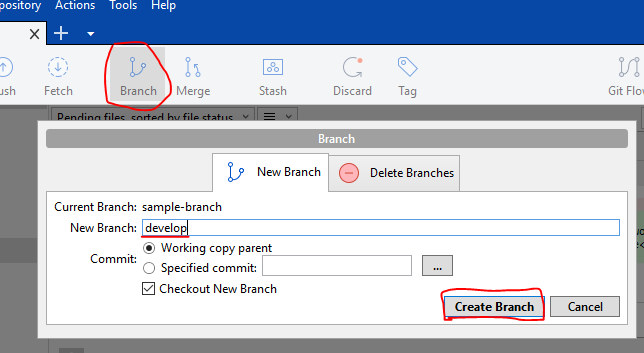 pository Actions Tools Help
ush Fetch Branch Merge Stash Discard Tag Git Flow
Pending files, sorted by file status
Branch
New Branch Delete Branches
Current Branch: sample-branch
New Branch: develop
Commit: Working copy parent
Specified commit: ...
Checkout New Branch
Create Branch Cancel